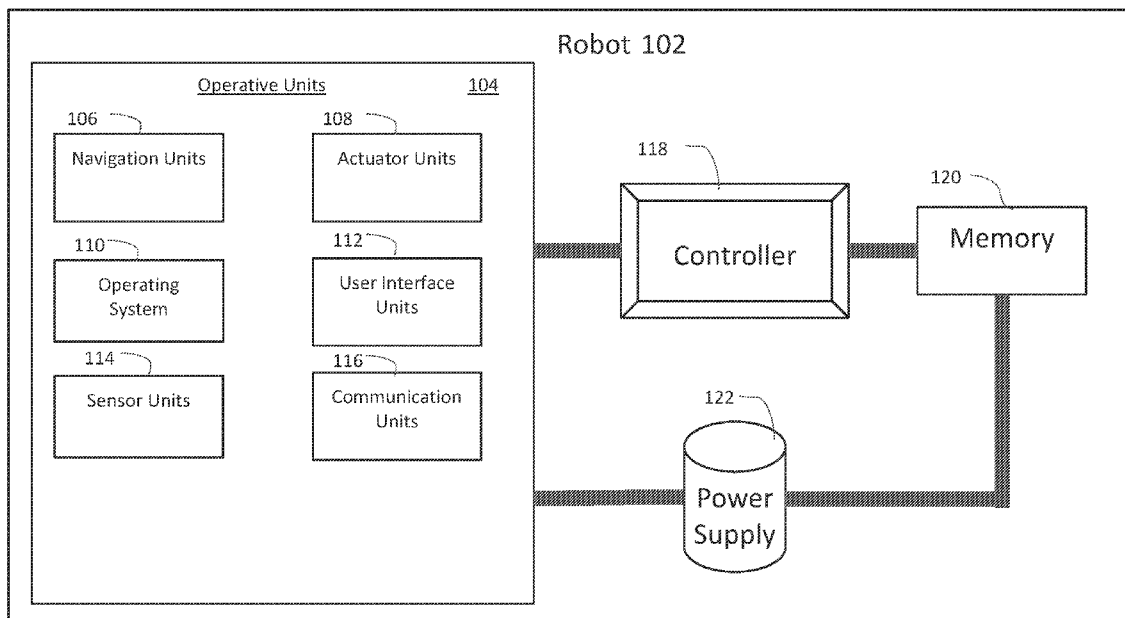 Robot 102
Operative Units 104
106
Navigation Units
108
Actuator Units
110
Operating
System
112
User Interface
Units
114
Sensor Units
116
Communication
Units
118
Controller
120
Memory
122
Power
Supply